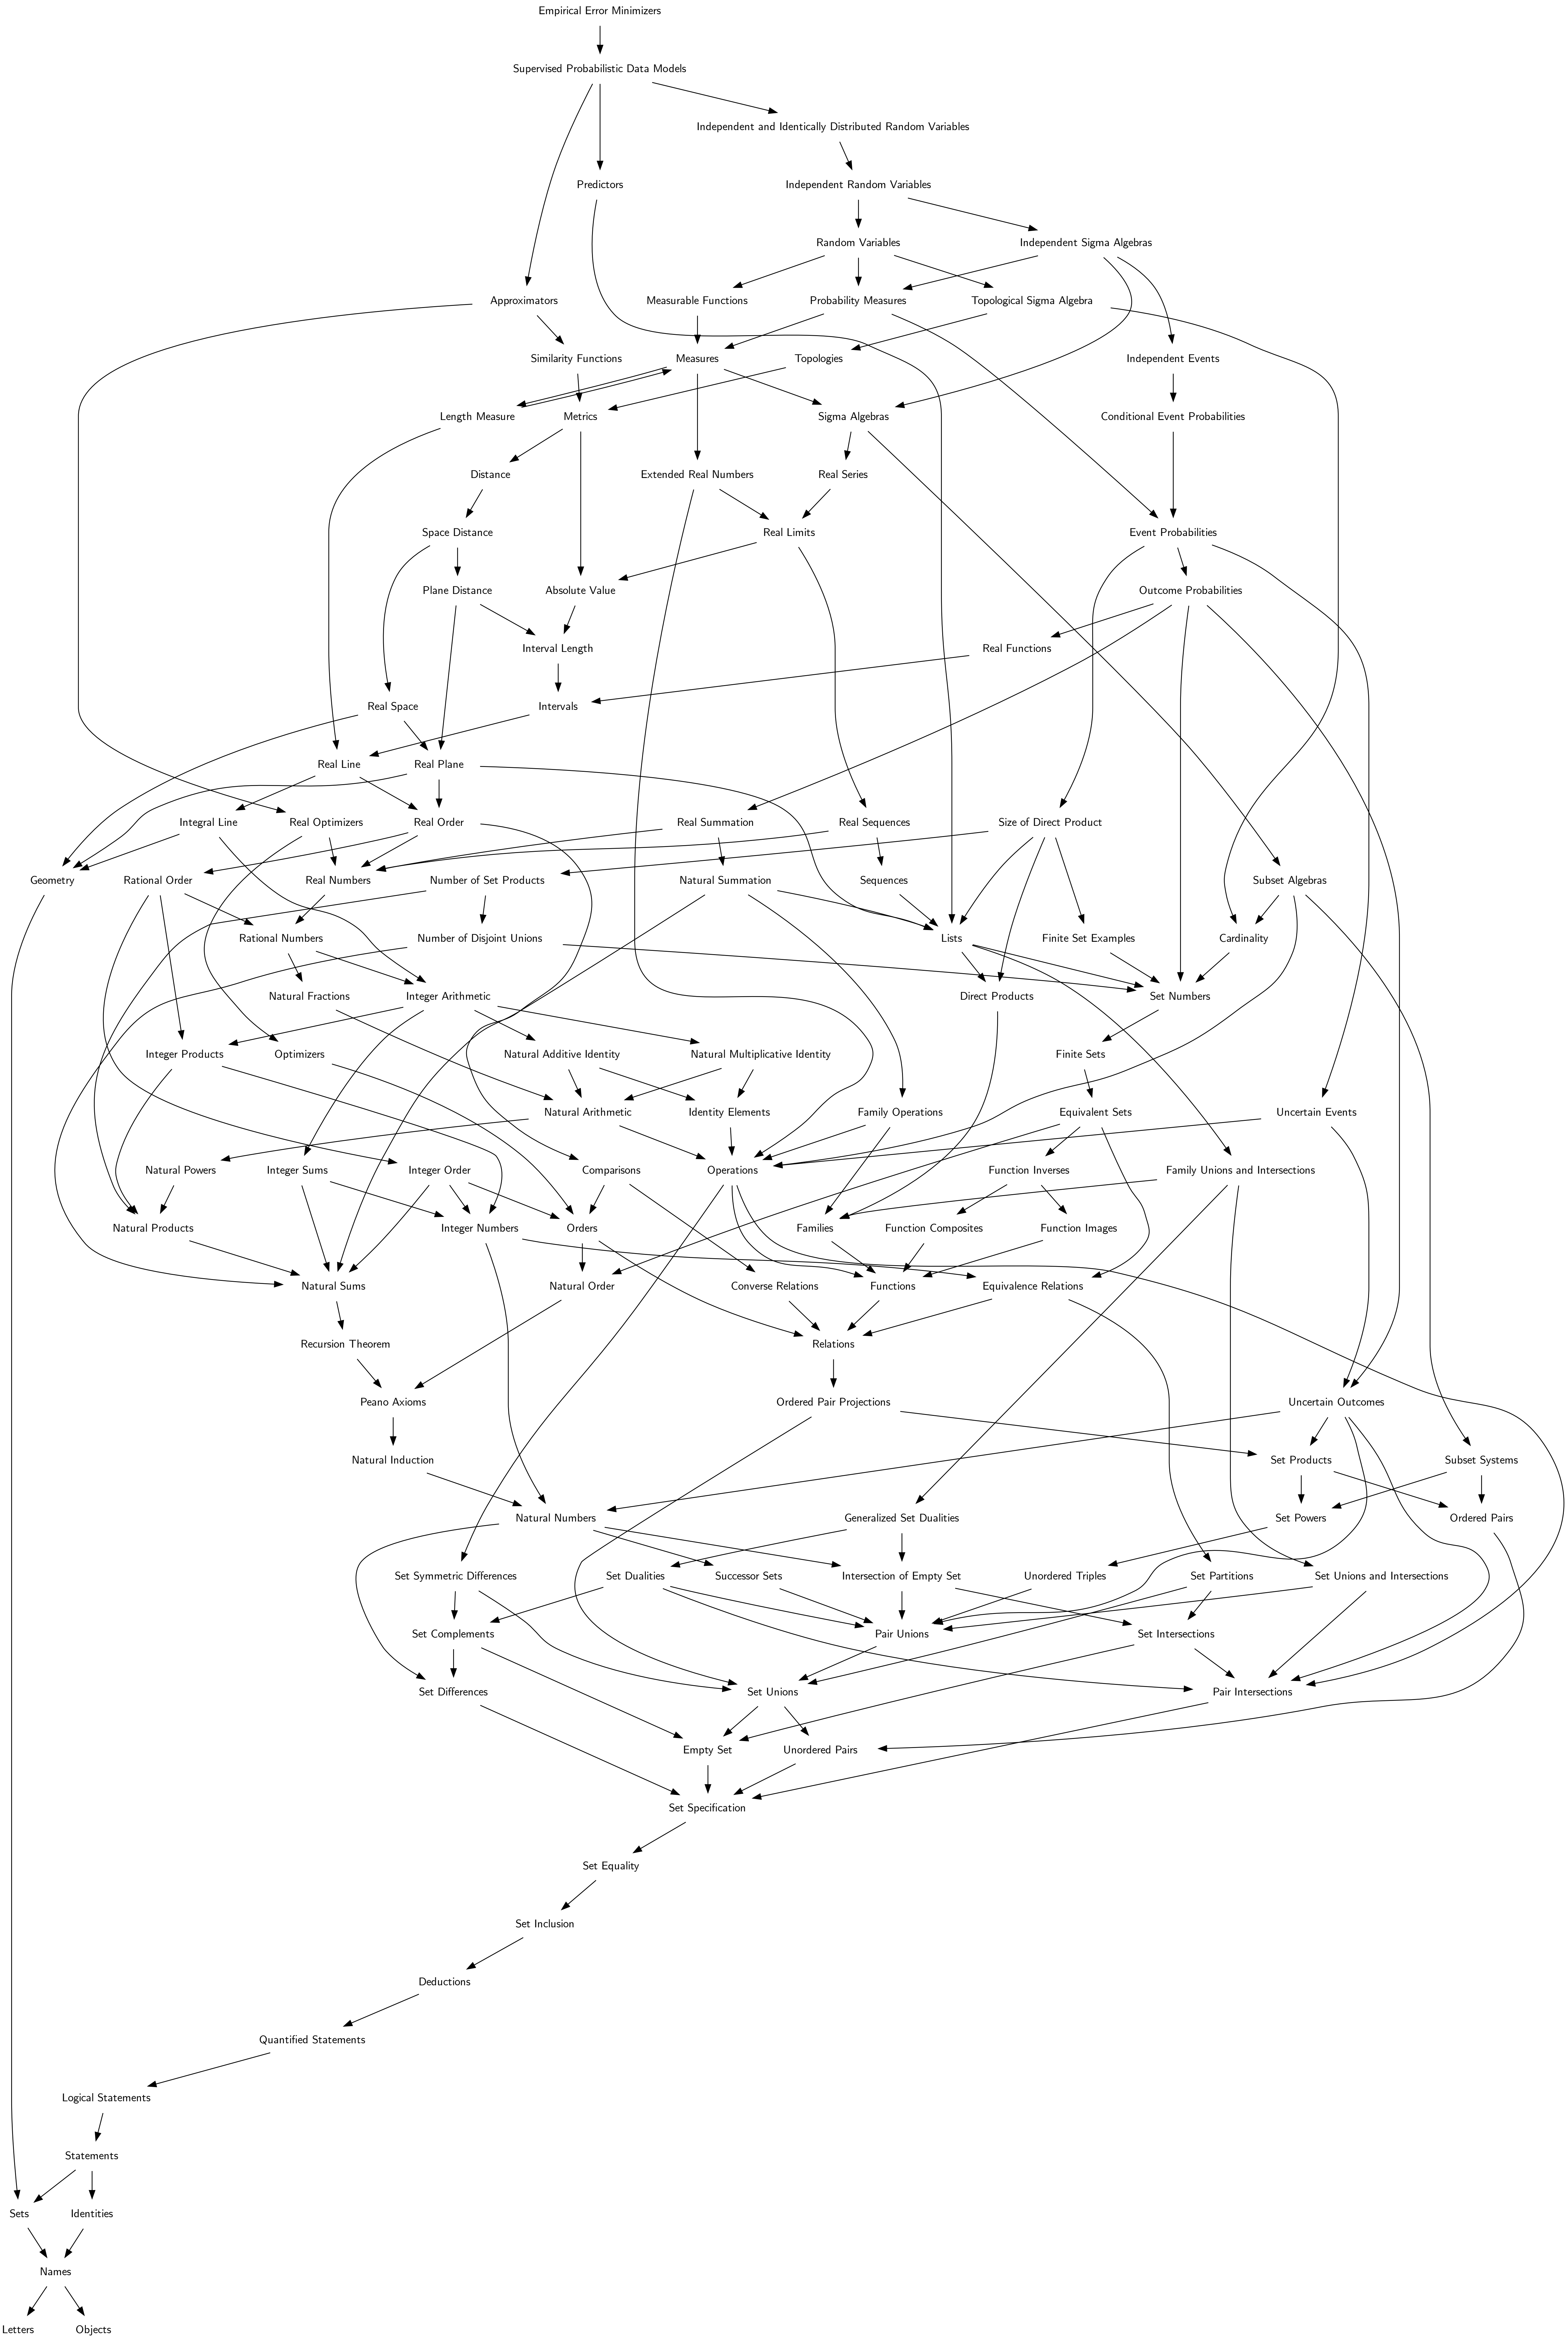 Empirical Error Minimizers
Supervised Probabilistic Data Models
Independent and Identically Distributed Random Variables
Predictors
Independent Random Variables
Random Variables
Independent Sigma Algebras
Approximators
Measurable Functions
Probability Measures
Topological Sigma Algebra
Similarity Functions
Measures
Topologies
Independent Events
Length Measure
Metrics
Sigma Algebras
Conditional Event Probabilities
Distance
Extended Real Numbers
Real Series
Space Distance
Real Limits
Event Probabilities
Plane Distance
Absolute Value
Outcome Probabilities
Interval Length
Real Functions
Real Space
Intervals
Real Line
Real Plane
Integral Line
Real Optimizers
Real Order
Real Summation
Real Sequences
Size of Direct Product
Geometry
Rational Order
Real Numbers
Number of Set Products
Natural Summation
Sequences
Subset Algebras
Rational Numbers
Number of Disjoint Unions
Lists
Finite Set Examples
Cardinality
Natural Fractions
Integer Arithmetic
Direct Products
Set Numbers
Integer Products
Optimizers
Natural Additive Identity
Natural Multiplicative Identity
Finite Sets
Natural Arithmetic
Identity Elements
Family Operations
Equivalent Sets
Uncertain Events
Natural Powers
Integer Sums
Integer Order
Comparisons
Operations
Function Inverses
Family Unions and Intersections
Natural Products
Integer Numbers
Orders
Families
Function Composites
Function Images
Natural Sums
Natural Order
Converse Relations
Functions
Equivalence Relations
Recursion Theorem
Relations
Peano Axioms
Ordered Pair Projections
Uncertain Outcomes
Natural Induction
Set Products
Subset Systems
Natural Numbers
Generalized Set Dualities
Set Powers
Ordered Pairs
Set Symmetric Differences
Set Dualities
Successor Sets
Intersection of Empty Set
Unordered Triples
Set Partitions
Set Unions and Intersections
Set Complements
Pair Unions
Set Intersections
Set Differences
Set Unions
Pair Intersections
Empty Set
Unordered Pairs
Set Specification
Set Equality
Set Inclusion
Deductions
Quantified Statements
Logical Statements
Statements
Sets
Identities
Names
Letters
Objects